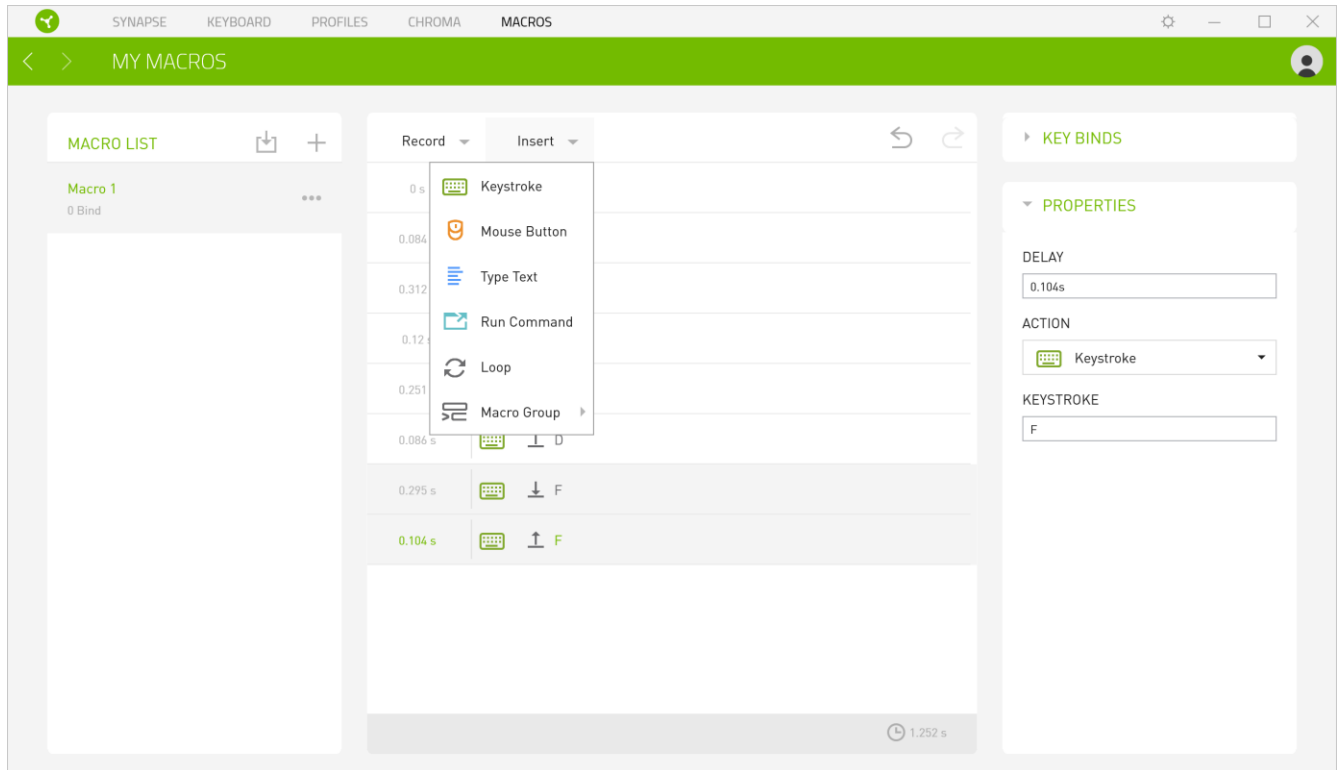 SYNAPSE KEYBOARD PROFILES CHROMA MACROS
MY MACROS
MACRO LIST
Macro 1
0 Bind
Record Insert
0 s Keystroke
0.084 Mouse Button
0.312 Type Text
0.12 Run Command
0.251 Loop
Macro Group
0.086 s D
0.295 s F
0.104 s F
1.252 s
KEY BINDS
PROPERTIES
DELAY
0.104s
ACTION
Keystroke
KEYSTROKE
F